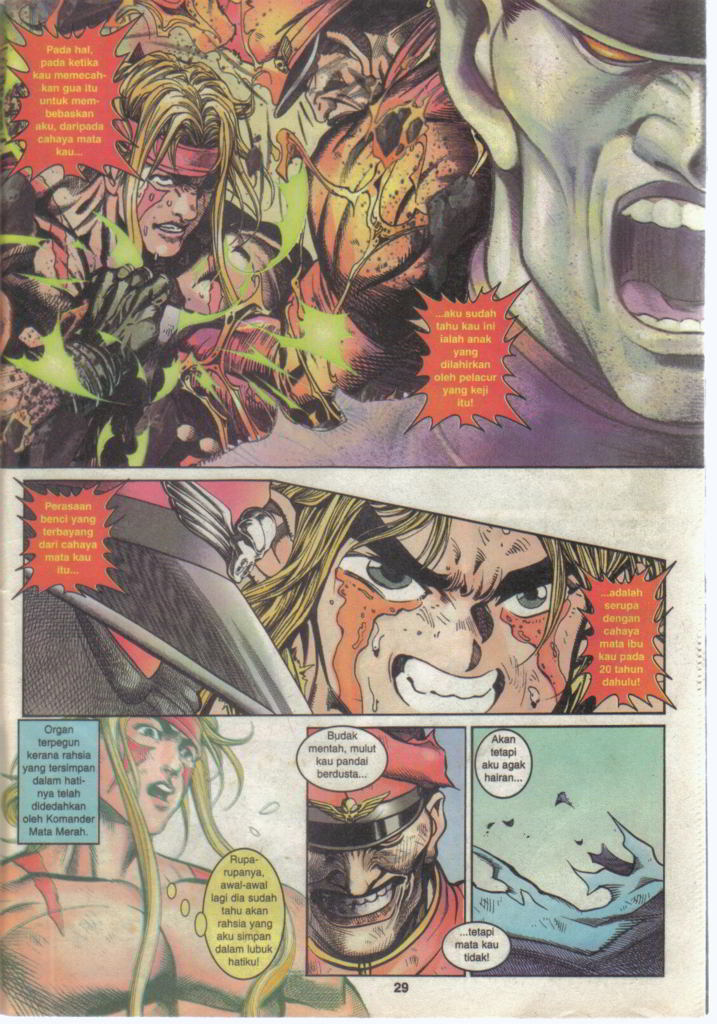 Pada hal,
pada ketika
kau memecah-
kan gua itu
untuk mem-
bebaskan
aku, daripada
cahaya mata
kau...
...aku sudah
tahu kau ini
ialah anak
yang
dilahirkan
oleh pelacur
yang keji
itu!
Perasaan
benci yang
terbayang
dari cahaya
mata kau
itu...
...adalah
serupa
dengan
cahaya
mata ibu
kau pada
20 tahun
dahulu!
Organ
terpegun
kerana rahsia
yang tersimpan
dalam hati-
nya telah
didedahkan
oleh Komander
Mata Merah.
Rupa-
rupanya,
awal-awal
lagi dia sudah
tahu akan
rahsia yang
aku simpan
dalam lubuk
hatiku!
Budak
mentah, mulut
kau pandai
berdusta...
...tetapi
mata kau
tidak!
Akan
tetapi
aku agak
hairan...
29